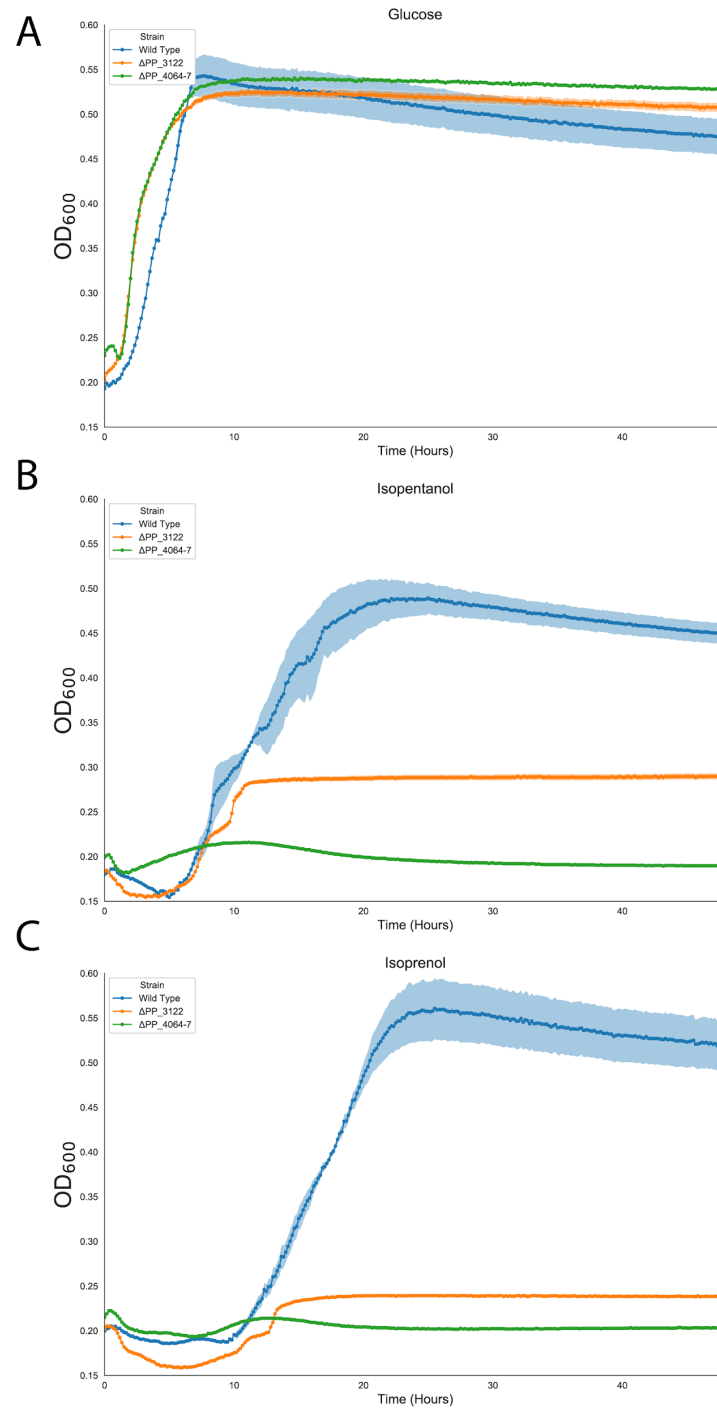 A
Glucose
Strain
Wild Type
ΔPP_3122
ΔPP_4064-7
0.60
0.55
0.50
0.45
0.40
0.35
0.30
0.25
0.20
0.15
OD600
0 10 20 30 40
Time (Hours)
B
Isopentanol
Strain
Wild Type
ΔPP_3122
ΔPP_4064-7
0.60
0.55
0.50
0.45
0.40
0.35
0.30
0.25
0.20
0.15
OD600
0 10 20 30 40
Time (Hours)
C
Isoprenol
Strain
Wild Type
ΔPP_3122
ΔPP_4064-7
0.60
0.55
0.50
0.45
0.40
0.35
0.30
0.25
0.20
0.15
OD600
0 10 20 30 40
Time (Hours)